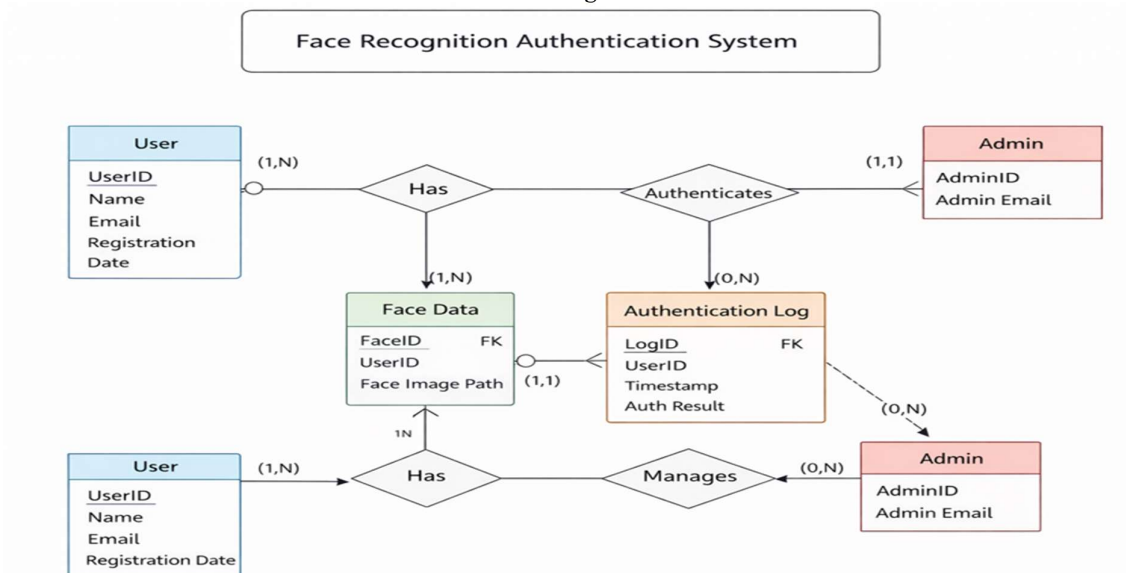 Face Recognition Authentication System
User
UserID
Name
Email
Registration
Date
(1,N)
Has
Authenticates
(1,1)
Admin
AdminID
Admin Email
(1,N)
(0,N)
Face Data
FaceID FK
UserID
Face Image Path
(1,1)
Authentication Log
LogID FK
UserID
Timestamp
Auth Result
(0,N)
1N
User
UserID
Name
Email
Registration Date
(1,N)
Has
Manages
(0,N)
Admin
AdminID
Admin Email